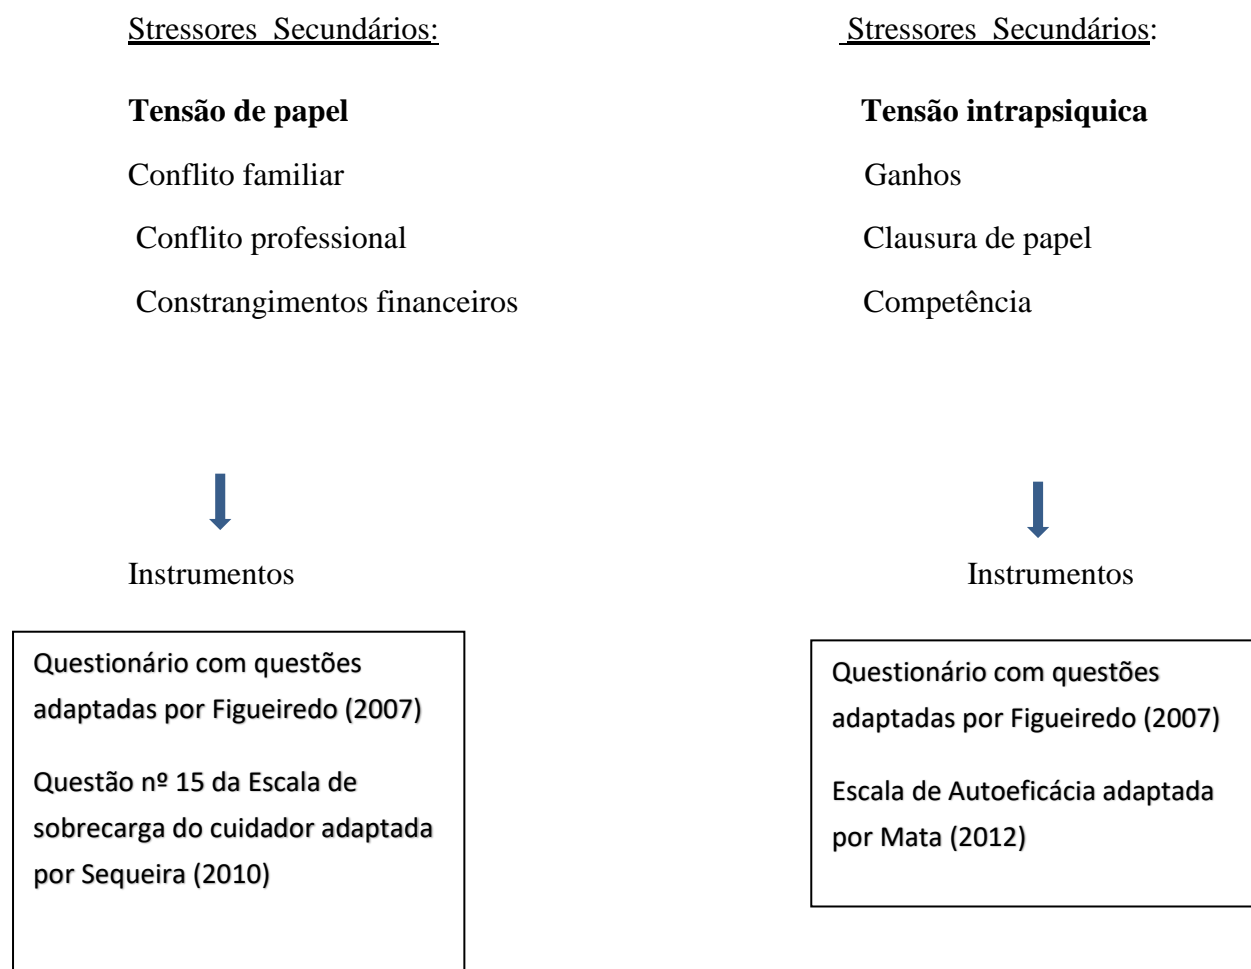 Stressores Secundários:
Tensão de papel
Conflito familiar
Conflito professional
Constrangimentos financeiros
Instrumentos
Questionário com questões
adaptadas por Figueiredo (2007)
Questão nº 15 da Escala de
sobrecarga do cuidador adaptada
por Sequeira (2010)
Stressores Secundários:
Tensão intrapsiquica
Ganhos
Clausura de papel
Competência
Instrumentos
Questionário com questões
adaptadas por Figueiredo (2007)
Escala de Autoeficácia adaptada
por Mata (2012)